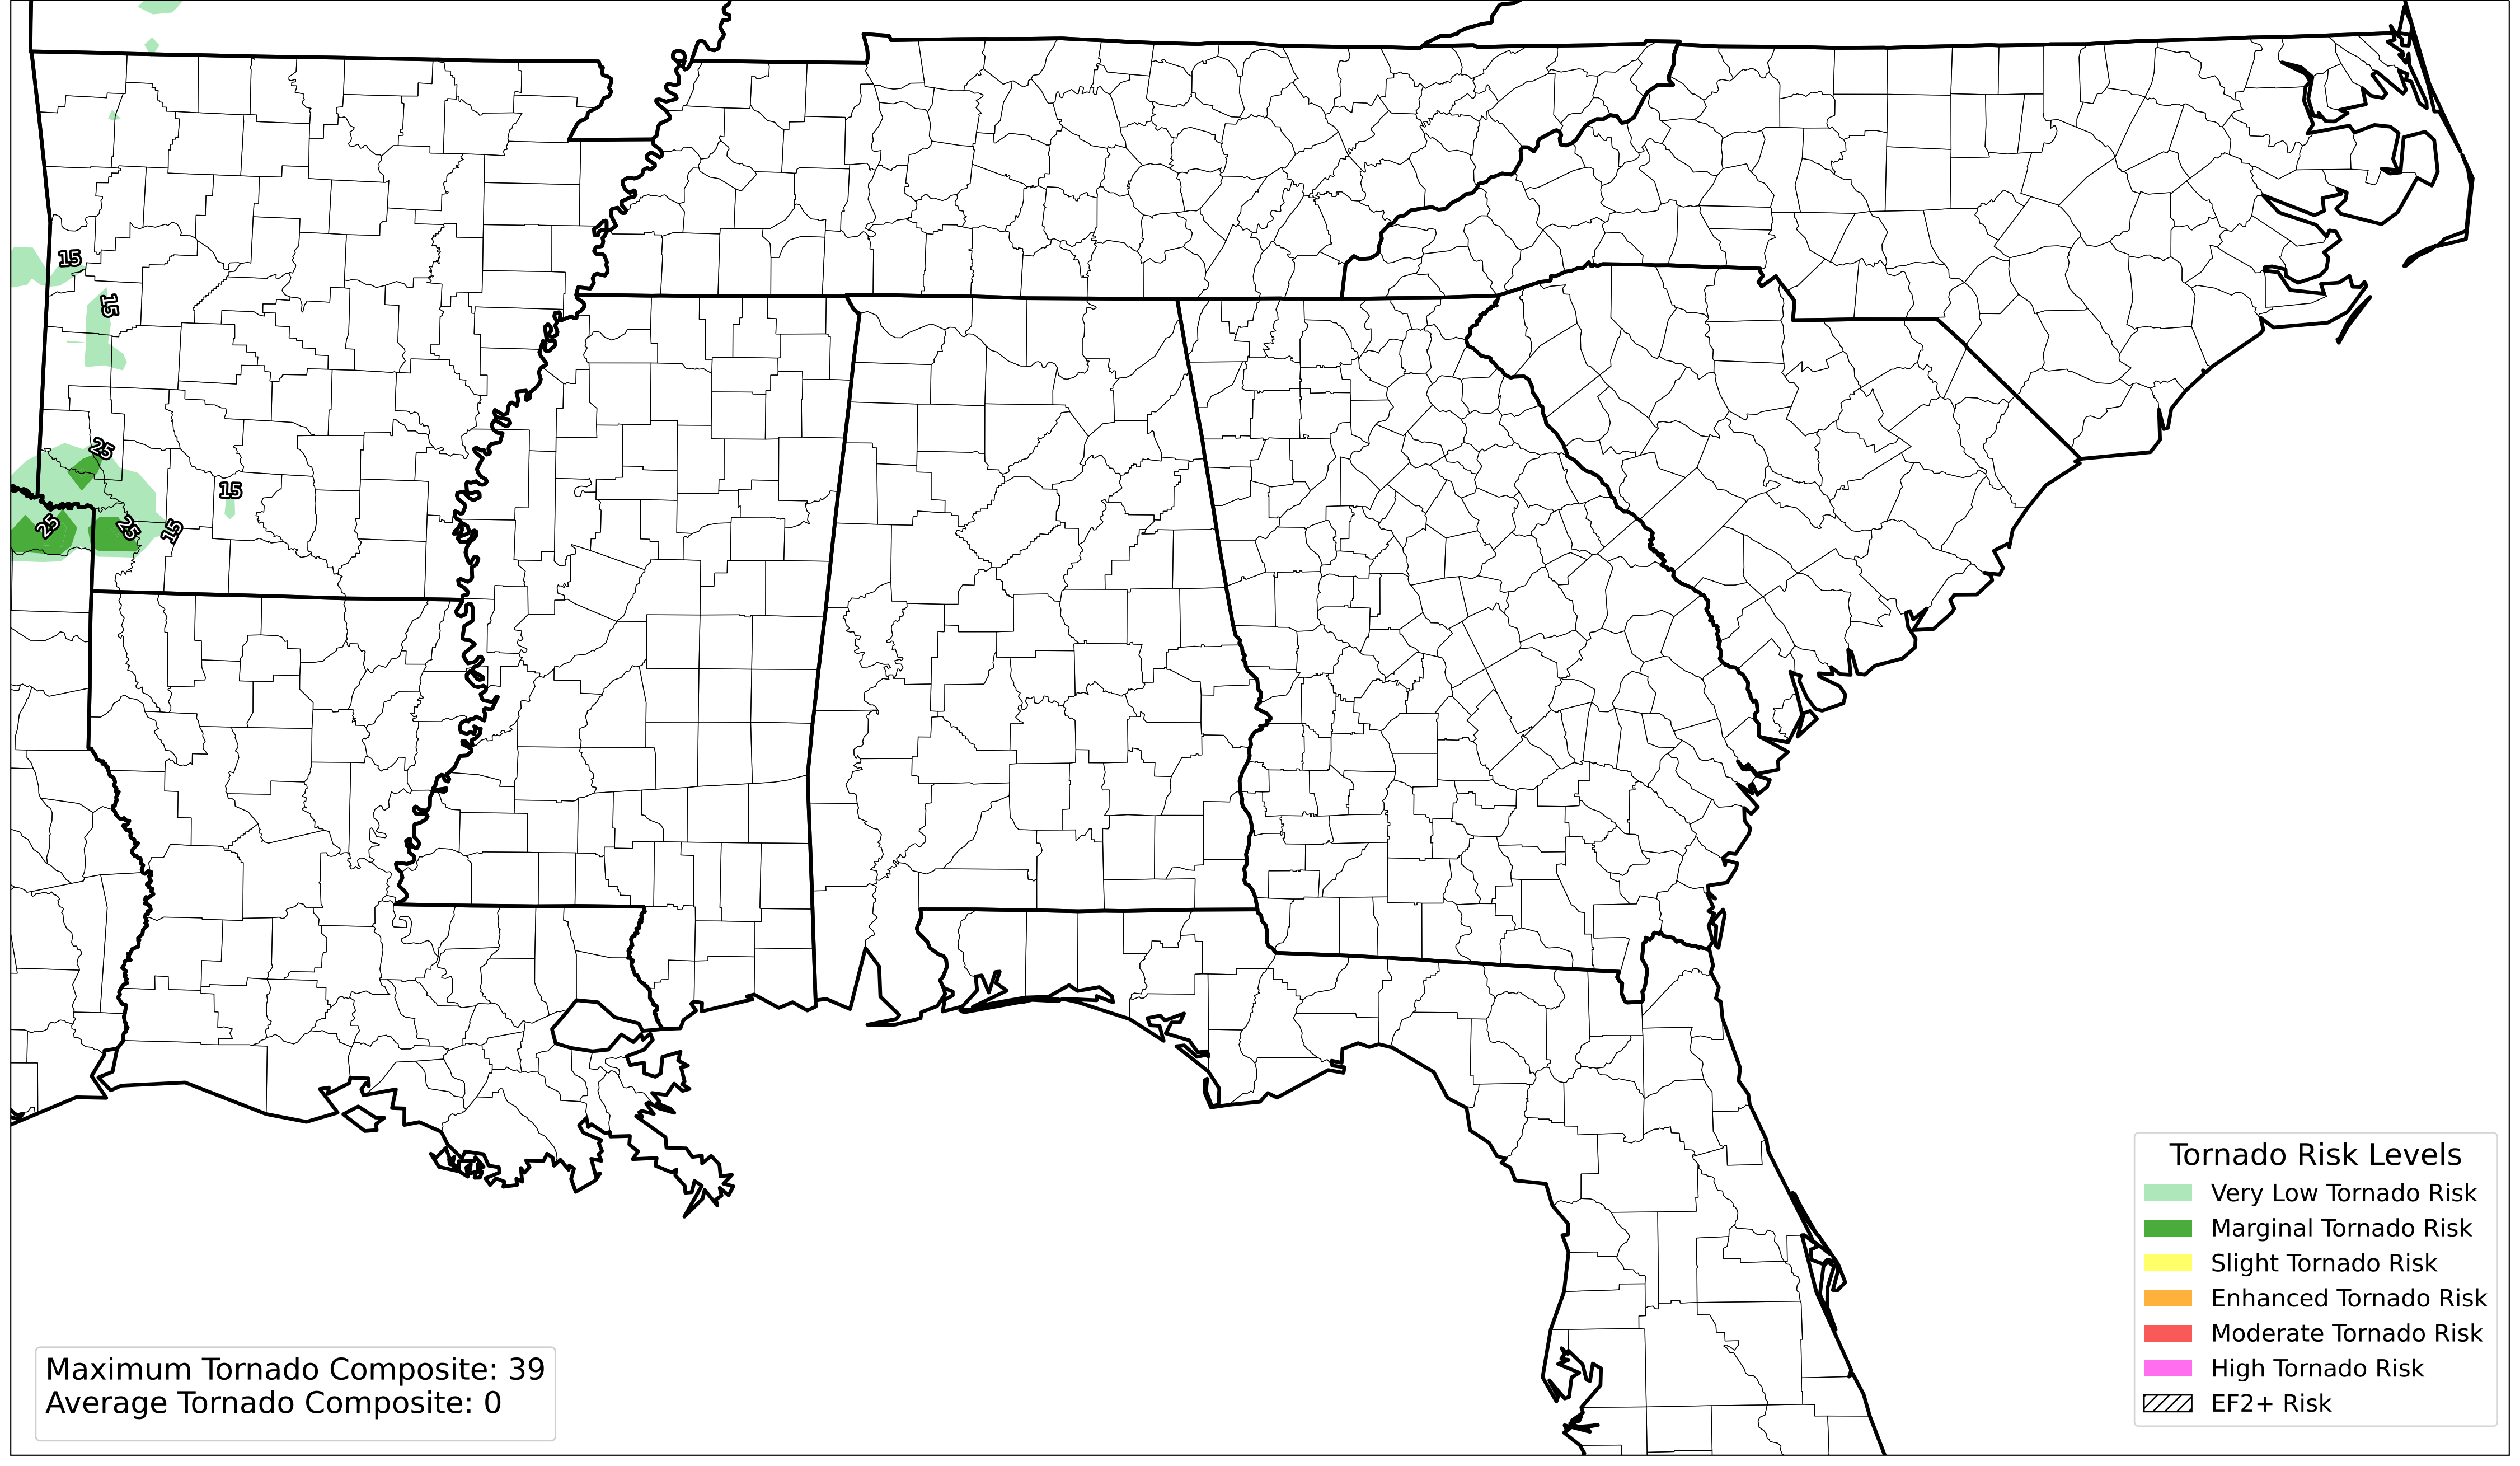 15
15
25
15
25
25
15
Tornado Risk Levels
Very Low Tornado Risk
Marginal Tornado Risk
Slight Tornado Risk
Enhanced Tornado Risk
Moderate Tornado Risk
High Tornado Risk
EF2+ Risk
Maximum Tornado Composite: 39
Average Tornado Composite: 0